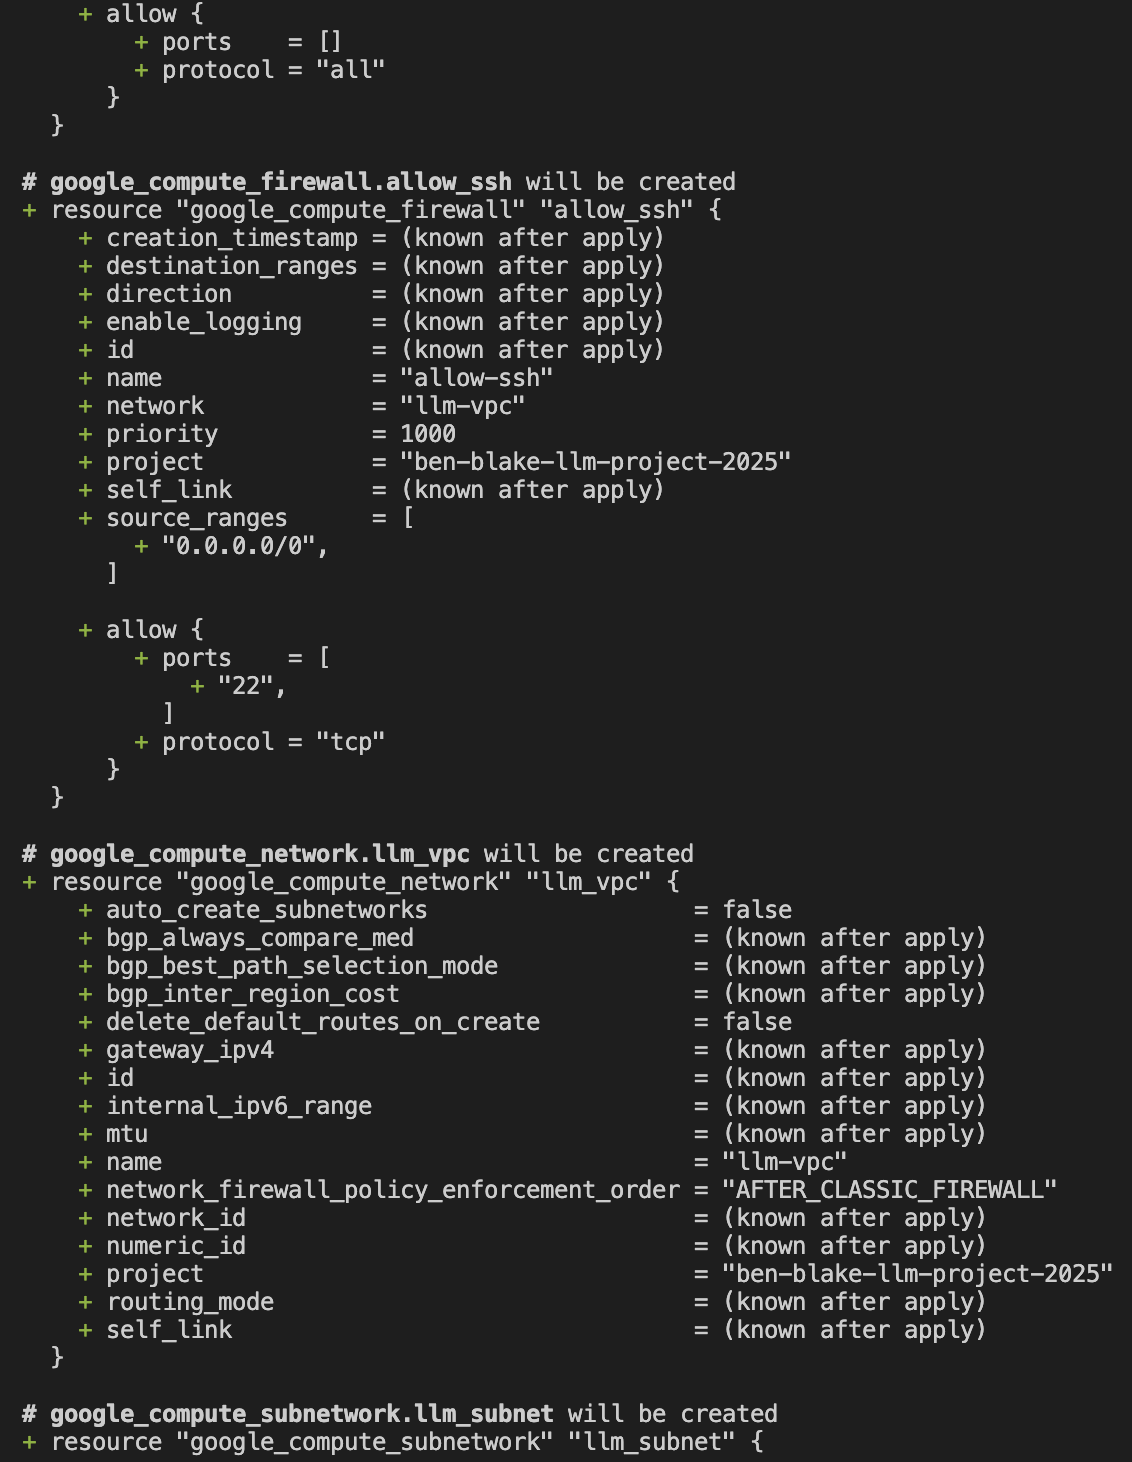 + allow {
+ ports    = []
+ protocol = "all"
}
}
# google_compute_firewall.allow_ssh will be created
+ resource "google_compute_firewall" "allow_ssh" {
+ creation_timestamp = (known after apply)
+ destination_ranges = (known after apply)
+ direction          = (known after apply)
+ enable_logging     = (known after apply)
+ id                 = (known after apply)
+ name               = "allow-ssh"
+ network            = "llm-vpc"
+ priority           = 1000
+ project            = "ben-blake-llm-project-2025"
+ self_link          = (known after apply)
+ source_ranges      = [
+ "0.0.0.0/0",
]
+ allow {
+ ports    = [
+ "22",
]
+ protocol = "tcp"
}
}
# google_compute_network.llm_vpc will be created
+ resource "google_compute_network" "llm_vpc" {
+ auto_create_subnetworks                   = false
+ bgp_always_compare_med                    = (known after apply)
+ bgp_best_path_selection_mode              = (known after apply)
+ bgp_inter_region_cost                     = (known after apply)
+ delete_default_routes_on_create           = false
+ gateway_ipv4                              = (known after apply)
+ id                                        = (known after apply)
+ internal_ipv6_range                       = (known after apply)
+ mtu                                       = (known after apply)
+ name                                      = "llm-vpc"
+ network_firewall_policy_enforcement_order = "AFTER_CLASSIC_FIREWALL"
+ network_id                                = (known after apply)
+ numeric_id                                = (known after apply)
+ project                                   = "ben-blake-llm-project-2025"
+ routing_mode                              = (known after apply)
+ self_link                                 = (known after apply)
}
# google_compute_subnetwork.llm_subnet will be created
+ resource "google_compute_subnetwork" "llm_subnet" {